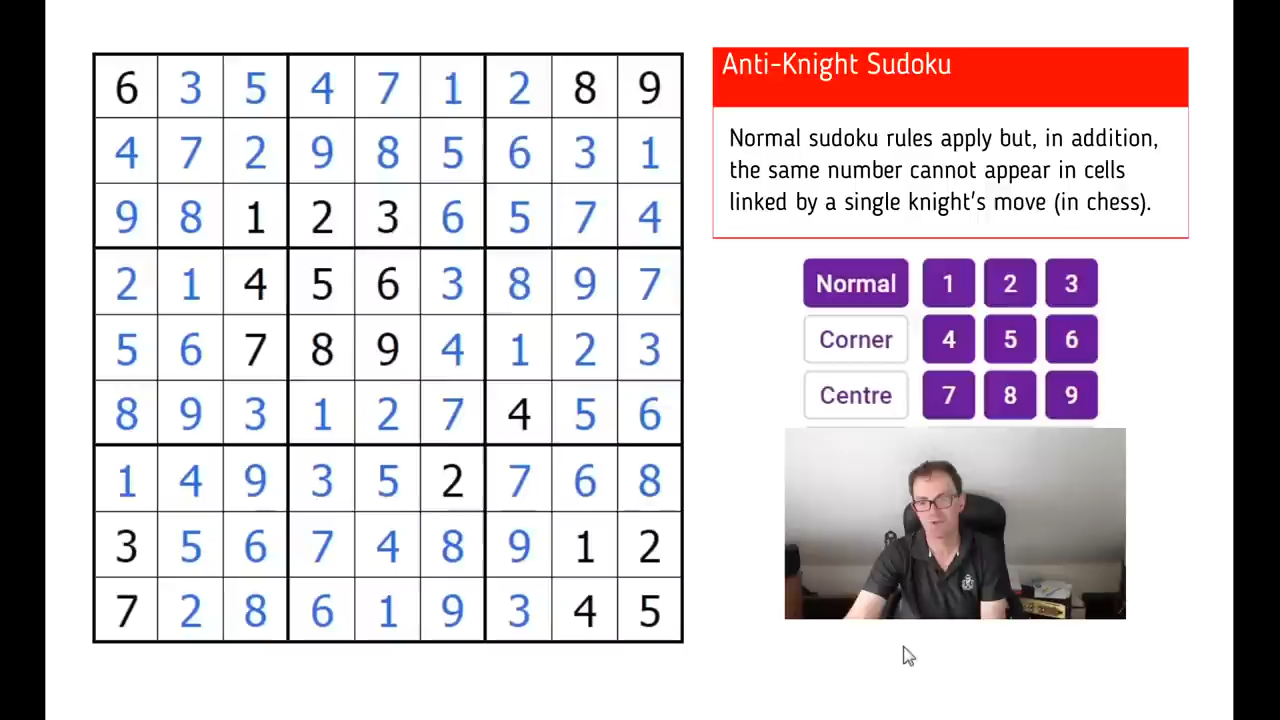 6 3 5 4 7 1 2 8 9
4 7 2 9 8 5 6 3 1
9 8 1 2 3 6 5 7 4
2 1 4 5 6 3 8 9 7
5 6 7 8 9 4 1 2 3
8 9 3 1 2 7 4 5 6
1 4 9 3 5 2 7 6 8
3 5 6 7 4 8 9 1 2
7 2 8 6 1 9 3 4 5
Anti-Knight Sudoku
Normal sudoku rules apply but, in addition,
the same number cannot appear in cells
linked by a single knight's move (in chess).
Normal 1 2 3
Corner 4 5 6
Centre 7 8 9